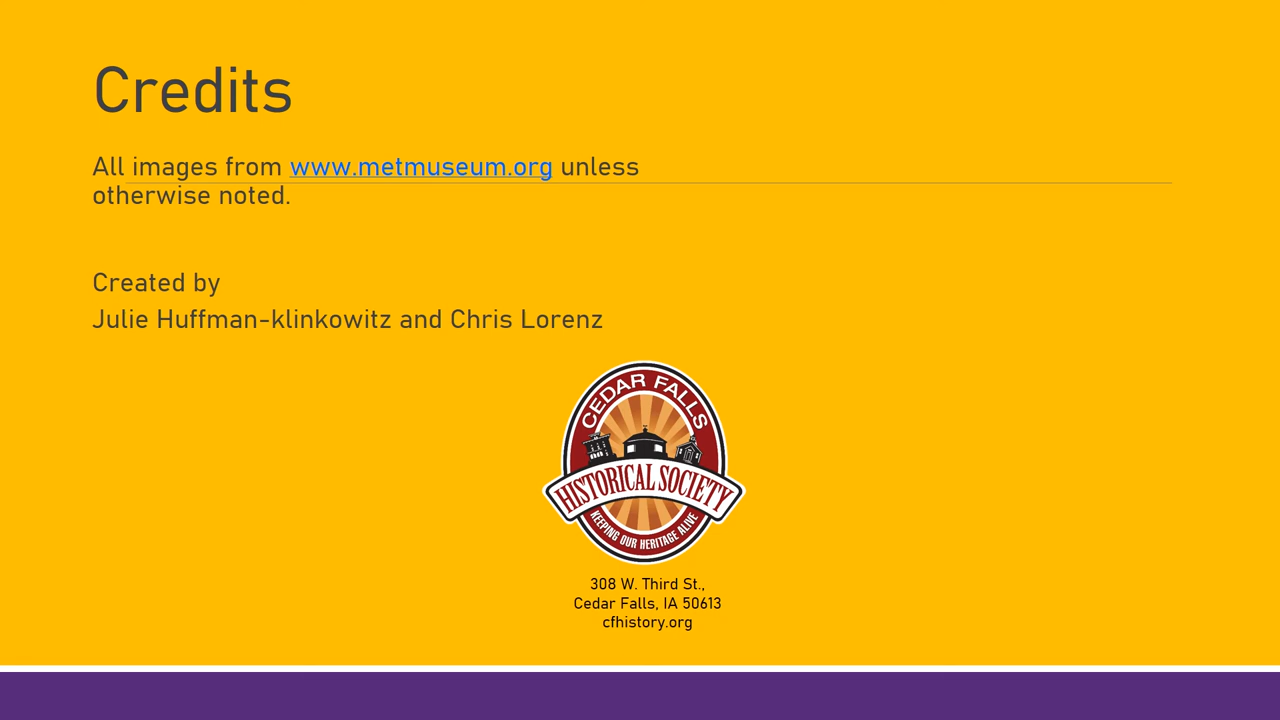 Credits
All images from www.metmuseum.org unless
otherwise noted.
Created by
Julie Huffman-klinkowitz and Chris Lorenz
CEDAR FALLS
HISTORICAL SOCIETY
KEEPING OUR HERITAGE ALIVE
308 W. Third St.,
Cedar Falls, IA 50613
cfhistory.org